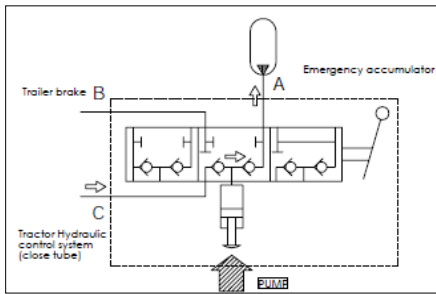 A
Emergency accumulator
Trailer brake B
C
Tractor Hydraulic
control system
(close tube)
PUMP